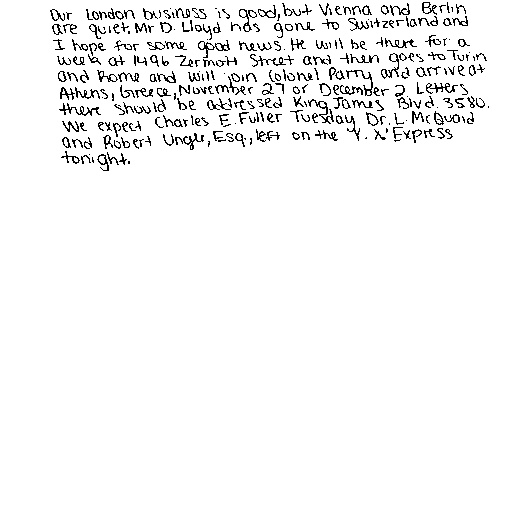 Our London business is good, but Vienna and Berlin
are quiet. Mr D. Lloyd has gone to Switzerland and
I hope for some good news. He will be there for a
week at 1496 Zermott Street and then goes to Turin
and Rome and will join Colonel Parry and arrive at
Athens, Greece, November 27 or December 2. Letters
there should be addressed King James Blvd. 3580.
We expect Charles E. Fuller Tuesday. Dr. L. McQuaid
and Robert Unger, Esq., left on the "Y. X." Express
tonight.